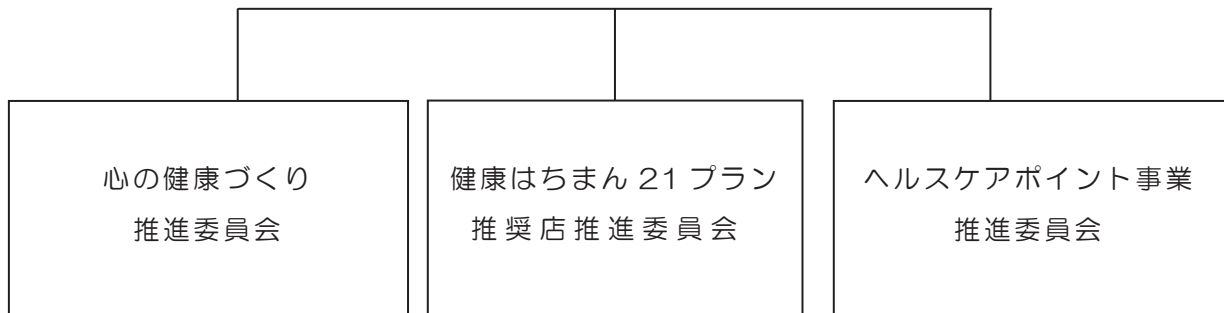 心の健康づくり
推進委員会
健康はちまん 21 プラン
推奨店推進委員会
ヘルスケアポイント事業
推進委員会